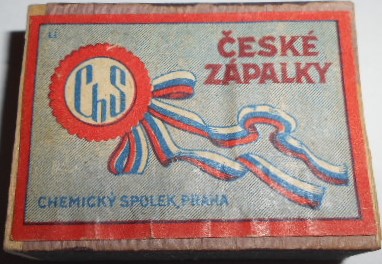 ČESKÉ
ZÁPALKY
ChS
CHEMICKÝ SPOLEK, PRAHA